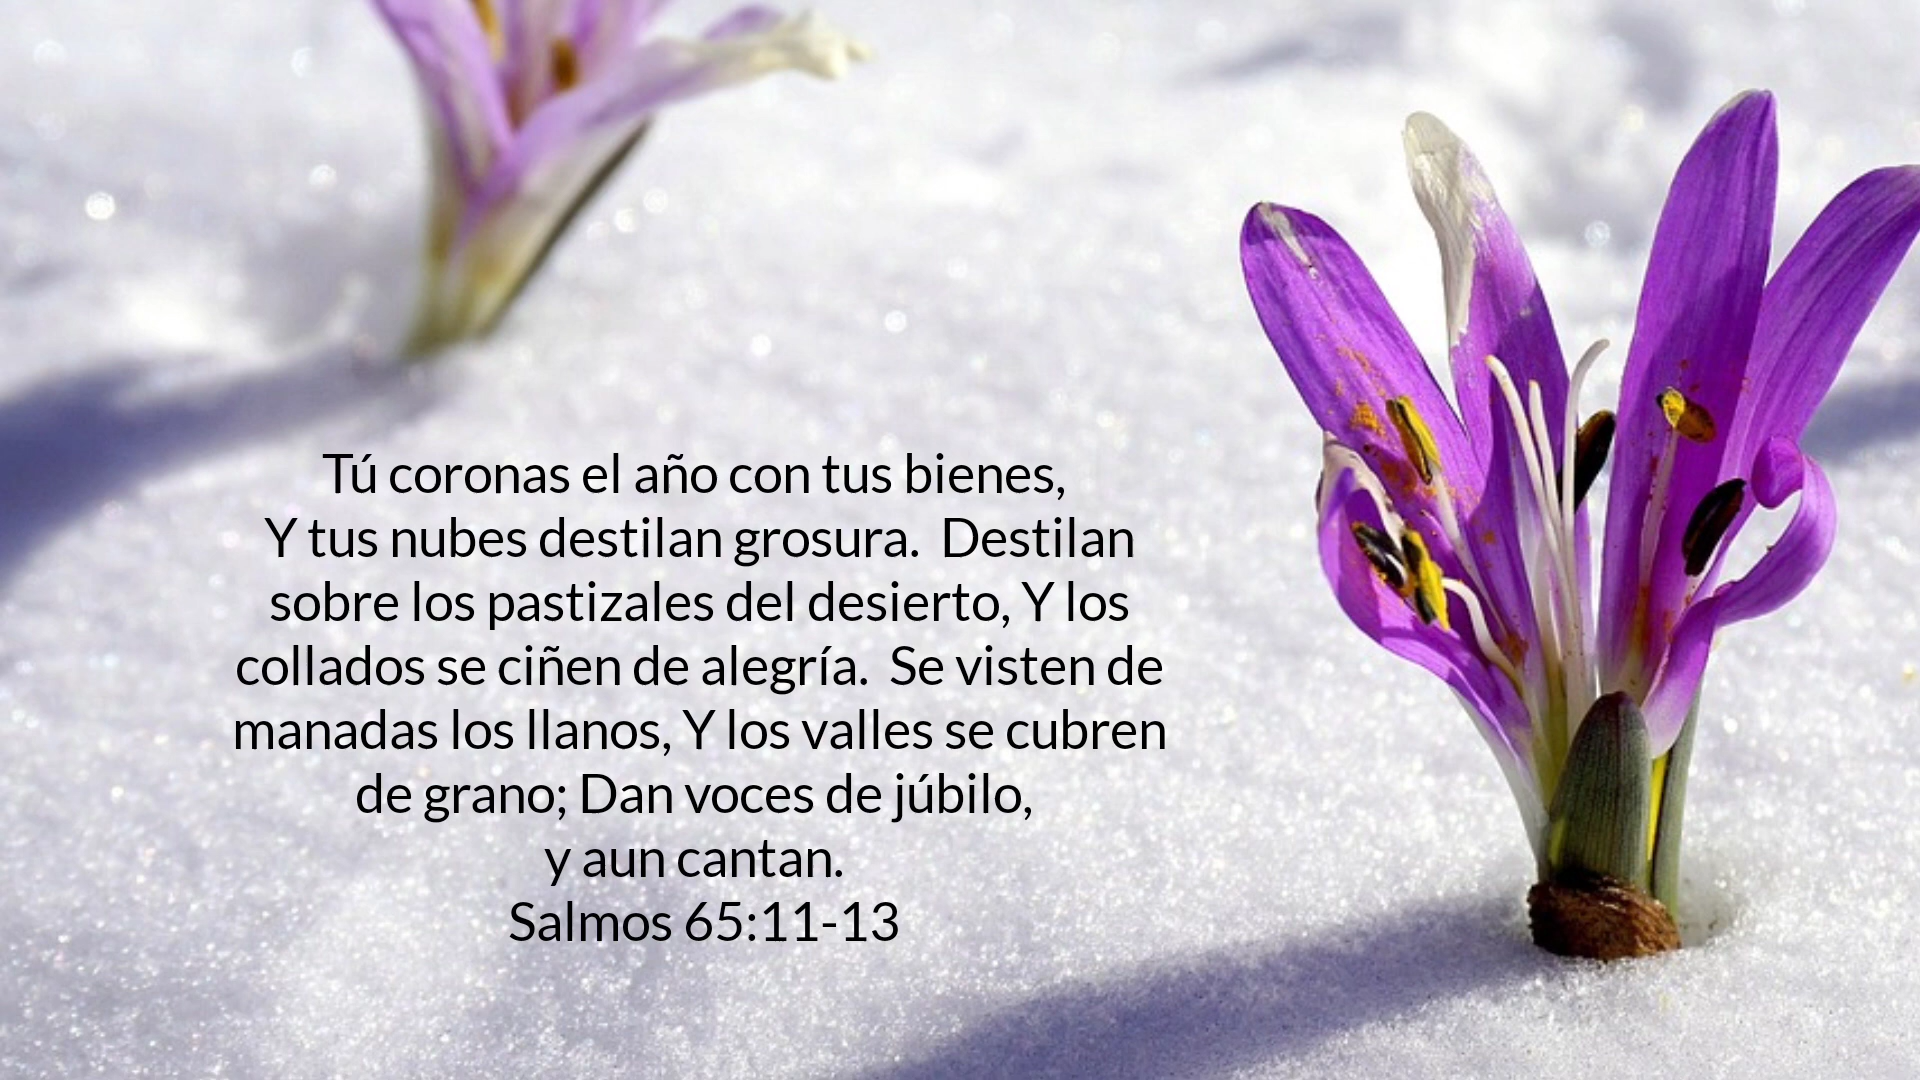 Tú coronas el año con tus bienes,
Y tus nubes destilan grosura.  Destilan
sobre los pastizales del desierto, Y los
collados se ciñen de alegría.  Se visten de
manadas los llanos, Y los valles se cubren
de grano; Dan voces de júbilo,
y aun cantan.
Salmos 65:11-13